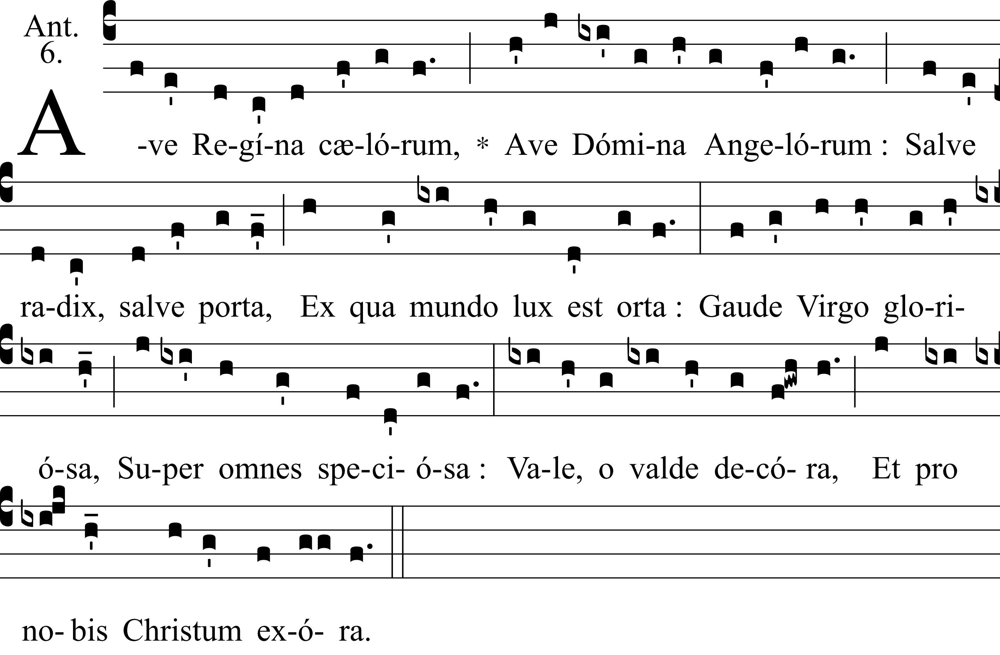 Ant.
6.
A-ve Re-gí-na cæ-ló-rum, * Ave Dómi-na Ange-ló-rum : Salve
ra-dix, salve porta, Ex qua mundo lux est orta : Gaude Virgo glo-ri-
ó-sa, Su-per omnes spe-ci- ó-sa : Va-le, o valde de-có- ra, Et pro
no- bis Christum ex-ó- ra.